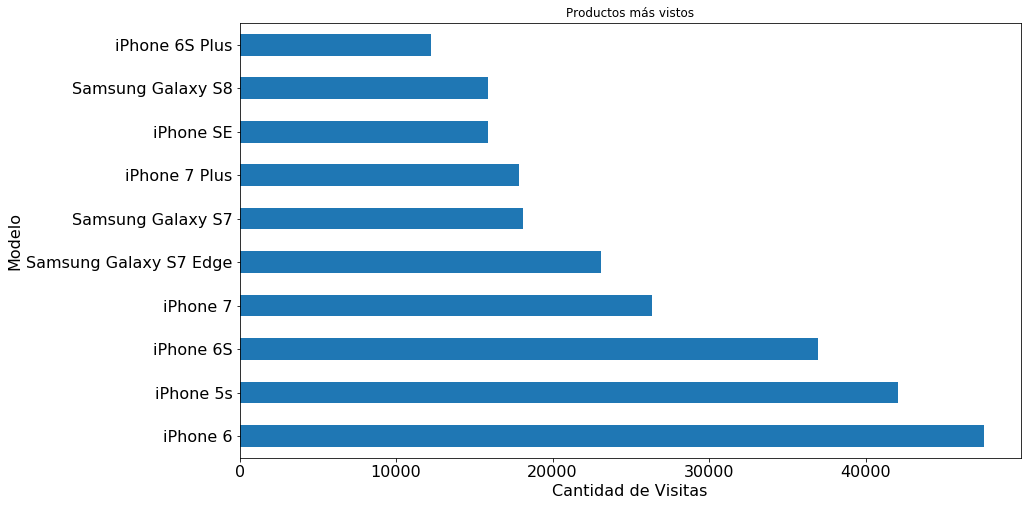 Productos más vistos
Modelo
iPhone 6S Plus
Samsung Galaxy S8
iPhone SE
iPhone 7 Plus
Samsung Galaxy S7
Samsung Galaxy S7 Edge
iPhone 7
iPhone 6S
iPhone 5s
iPhone 6
0 10000 20000 30000 40000
Cantidad de Visitas